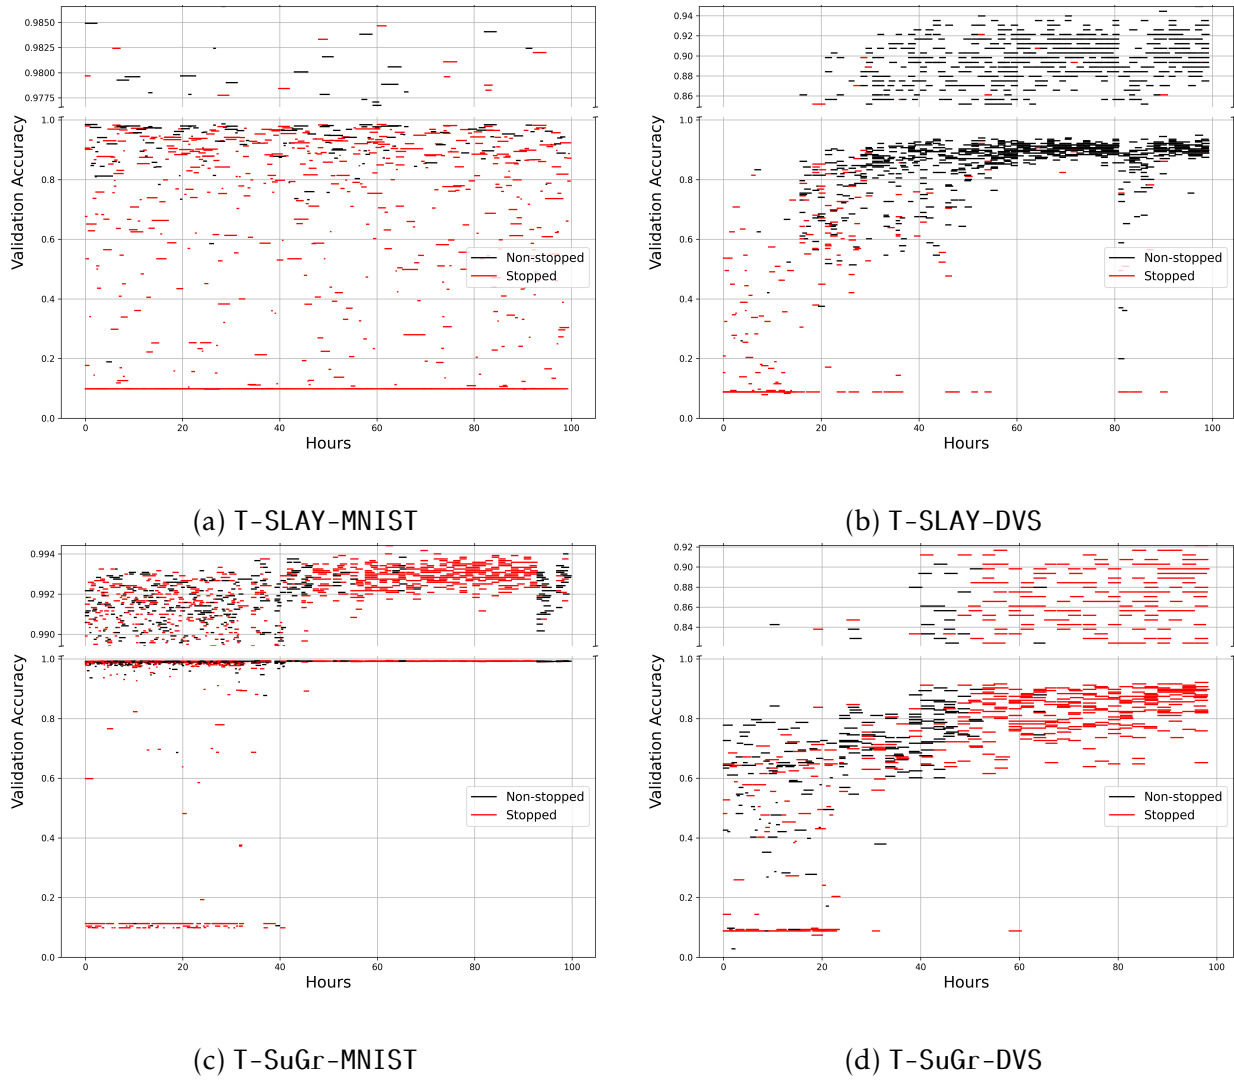 0.9850
0.9825
0.9800
0.9775
1.0
0.8
0.6
0.4
0.2
0.0
Validation Accuracy
Non-stopped
Stopped
0 20 40 60 80 100
Hours
(a) T-SLAY-MNIST
0.94
0.92
0.90
0.88
0.86
1.0
0.8
0.6
0.4
0.2
0.0
Validation Accuracy
Non-stopped
Stopped
0 20 40 60 80 100
Hours
(b) T-SLAY-DVS
0.994
0.992
0.990
1.0
0.8
0.6
0.4
0.2
0.0
Validation Accuracy
Non-stopped
Stopped
0 20 40 60 80 100
Hours
(c) T-SuGr-MNIST
0.92
0.90
0.88
0.86
0.84
1.0
0.8
0.6
0.4
0.2
0.0
Validation Accuracy
Non-stopped
Stopped
0 20 40 60 80 100
Hours
(d) T-SuGr-DVS